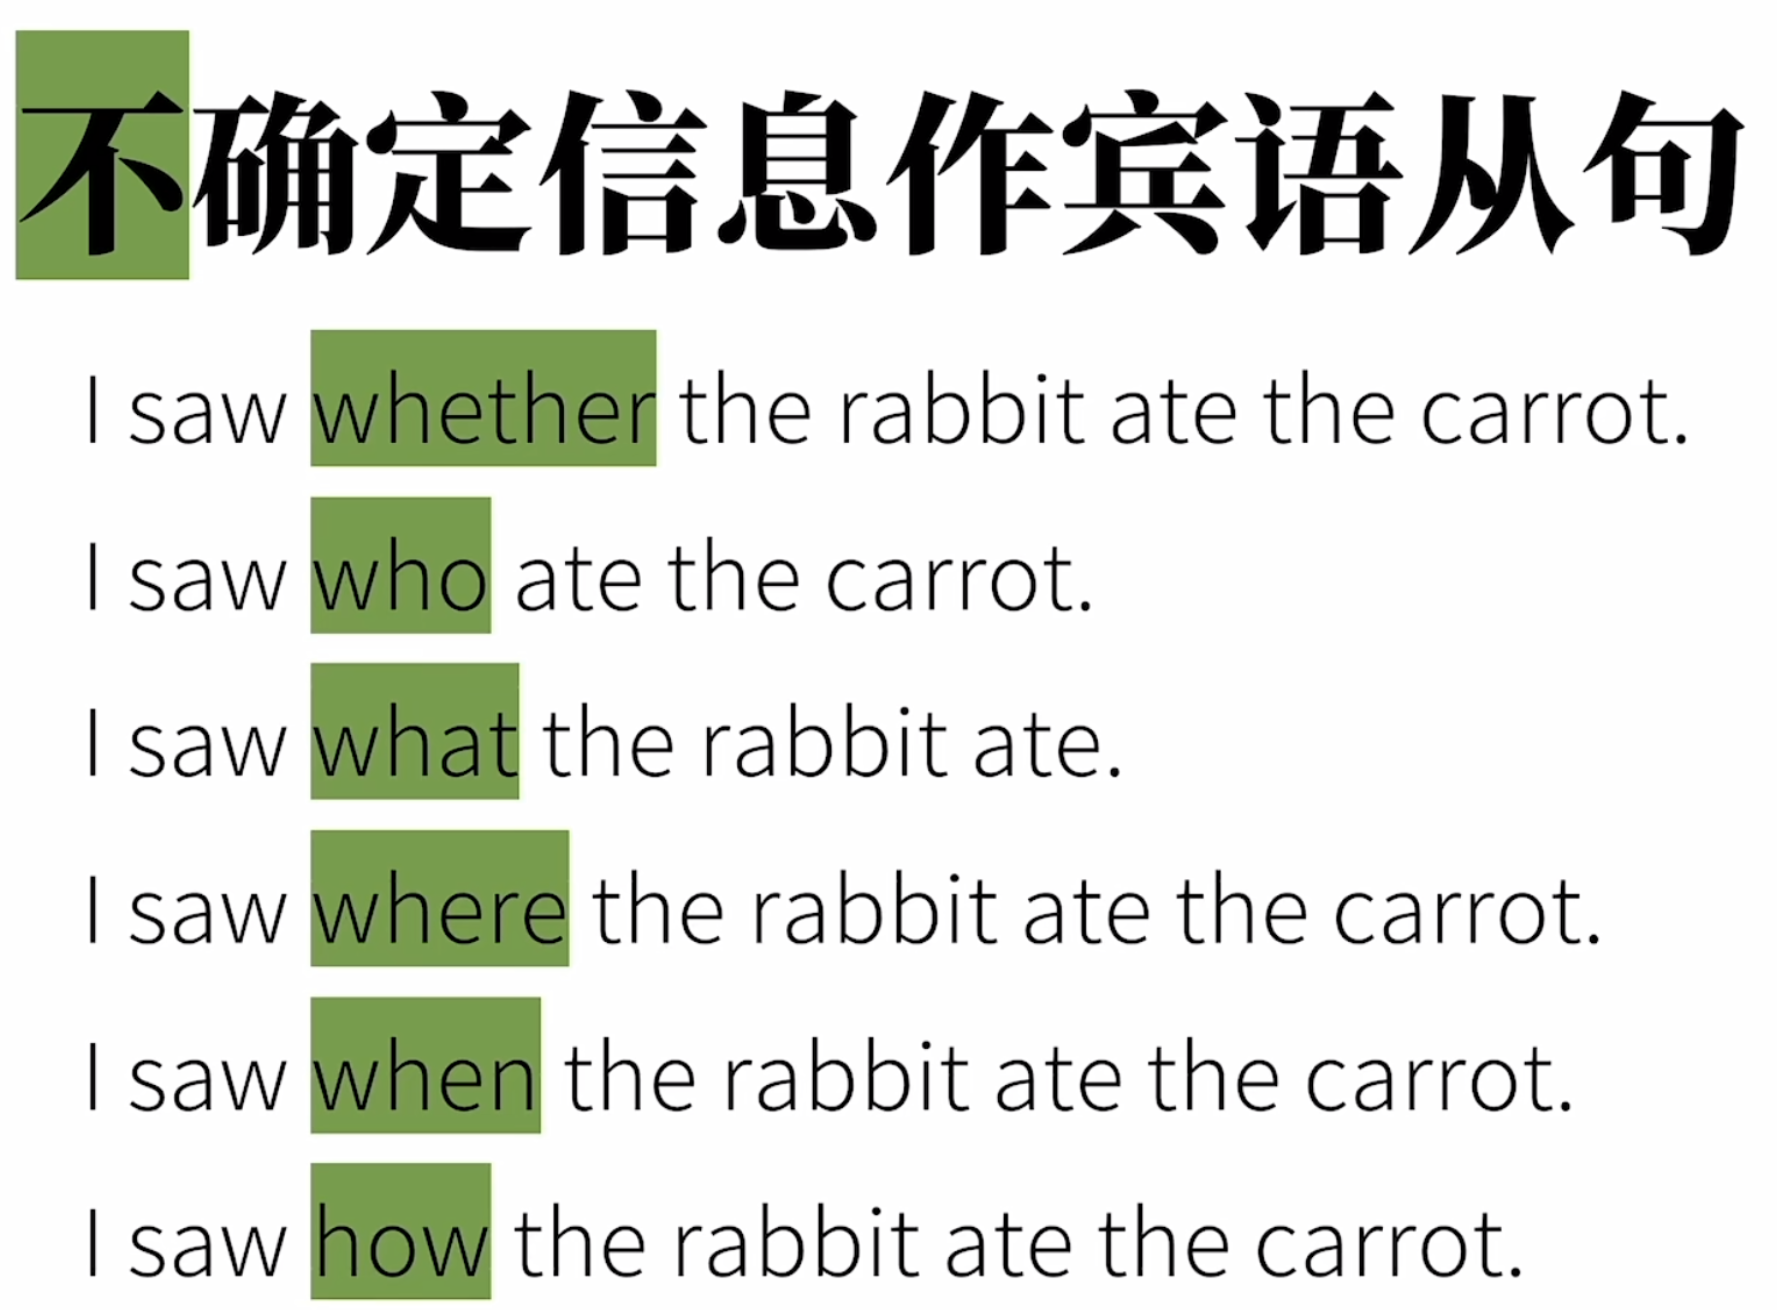 不确定信息作宾语从句
I saw whether the rabbit ate the carrot.
I saw who ate the carrot.
I saw what the rabbit ate.
I saw where the rabbit ate the carrot.
I saw when the rabbit ate the carrot.
I saw how the rabbit ate the carrot.